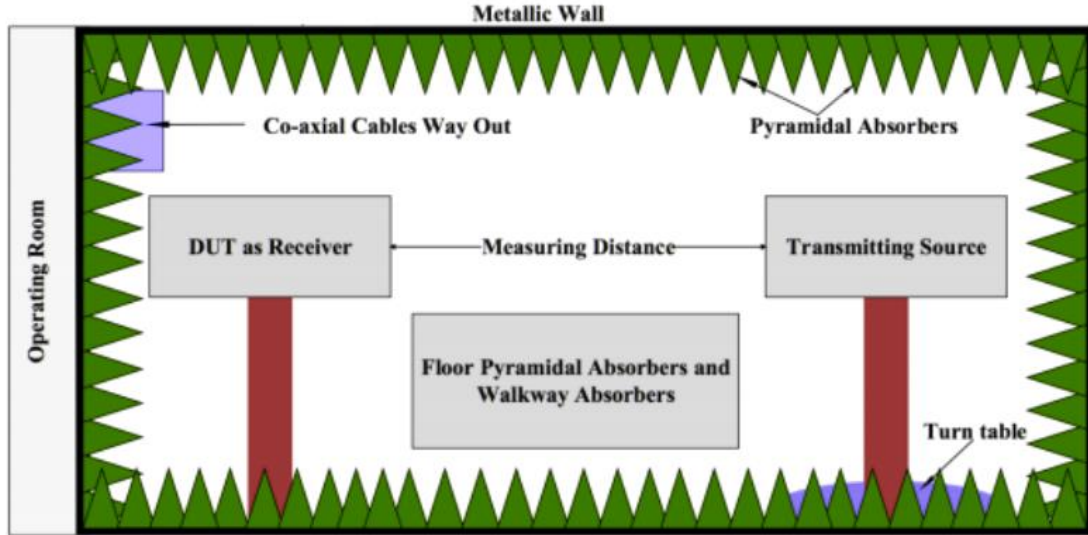 Metallic Wall
Co-axial Cables Way Out
Pyramidal Absorbers
Operating Room
DUT as Receiver
Measuring Distance
Transmitting Source
Floor Pyramidal Absorbers and
Walkway Absorbers
Turn table